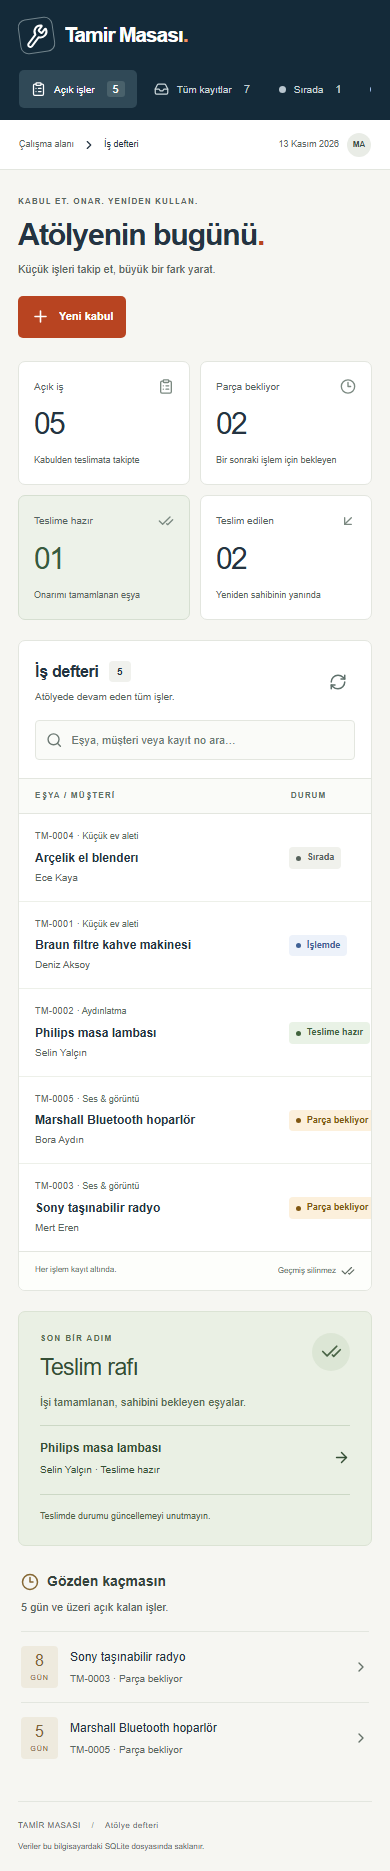 Tamir Masası.
Açık işler 5 Tüm kayıtlar 7 Sırada 1
Çalışma alanı İş defteri 13 Kasım 2026 MA
KABUL ET. ONAR. YENİDEN KULLAN.
Atölyenin bugünü.
Küçük işleri takip et, büyük bir fark yarat.
Yeni kabul
Açık iş
05
Kabulden teslimata takipte
Parça bekliyor
02
Bir sonraki işlem için bekleyen
Teslime hazır
01
Onarımı tamamlanan eşya
Teslim edilen
02
Yeniden sahibinin yanında
İş defteri 5
Atölyede devam eden tüm işler.
Eşya, müşteri veya kayıt no ara...
EŞYA / MÜŞTERİ DURUM
TM-0004 · Küçük ev aleti
Arçelik el blenderı
Ece Kaya
Sırada
TM-0001 · Küçük ev aleti
Braun filtre kahve makinesi
Deniz Aksoy
İşlemde
TM-0002 · Aydınlatma
Philips masa lambası
Selin Yalçın
Teslime hazır
TM-0005 · Ses & görüntü
Marshall Bluetooth hoparlör
Bora Aydın
Parça bekliyor
TM-0003 · Ses & görüntü
Sony taşınabilir radyo
Mert Eren
Parça bekliyor
Her işlem kayıt altında. Geçmiş silinmez
SON BİR ADIM
Teslim rafı
İşi tamamlanan, sahibini bekleyen eşyalar.
Philips masa lambası
Selin Yalçın · Teslime hazır
Teslimde durumu güncellemeyi unutmayın.
Gözden kaçmasın
5 gün ve üzeri açık kalan işler.
8 GÜN
Sony taşınabilir radyo
TM-0003 · Parça bekliyor
5 GÜN
Marshall Bluetooth hoparlör
TM-0005 · Parça bekliyor
TAMİR MASASI / Atölye defteri
Veriler bu bilgisayardaki SQLite dosyasında saklanır.